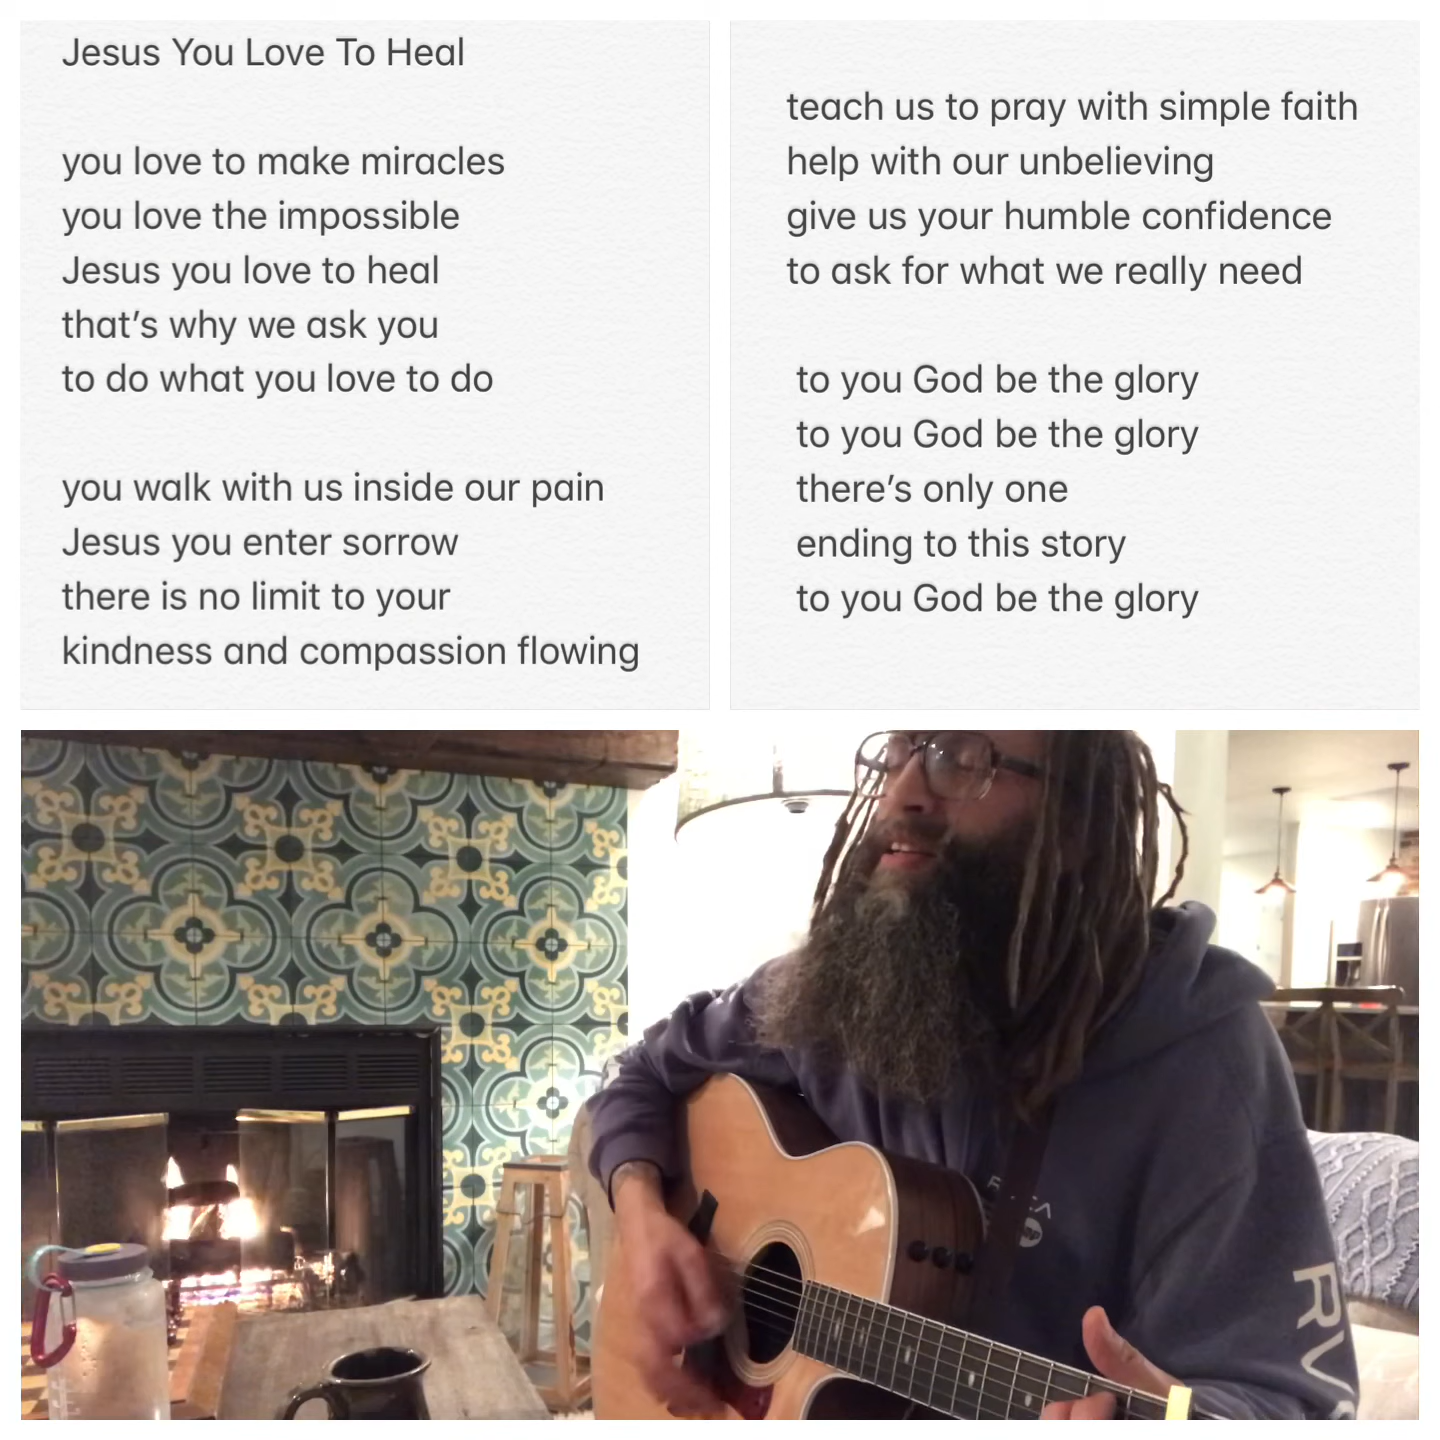 Jesus You Love To Heal
you love to make miracles
you love the impossible
Jesus you love to heal
that's why we ask you
to do what you love to do
you walk with us inside our pain
Jesus you enter sorrow
there is no limit to your
kindness and compassion flowing
teach us to pray with simple faith
help with our unbelieving
give us your humble confidence
to ask for what we really need
to you God be the glory
to you God be the glory
there's only one
ending to this story
to you God be the glory